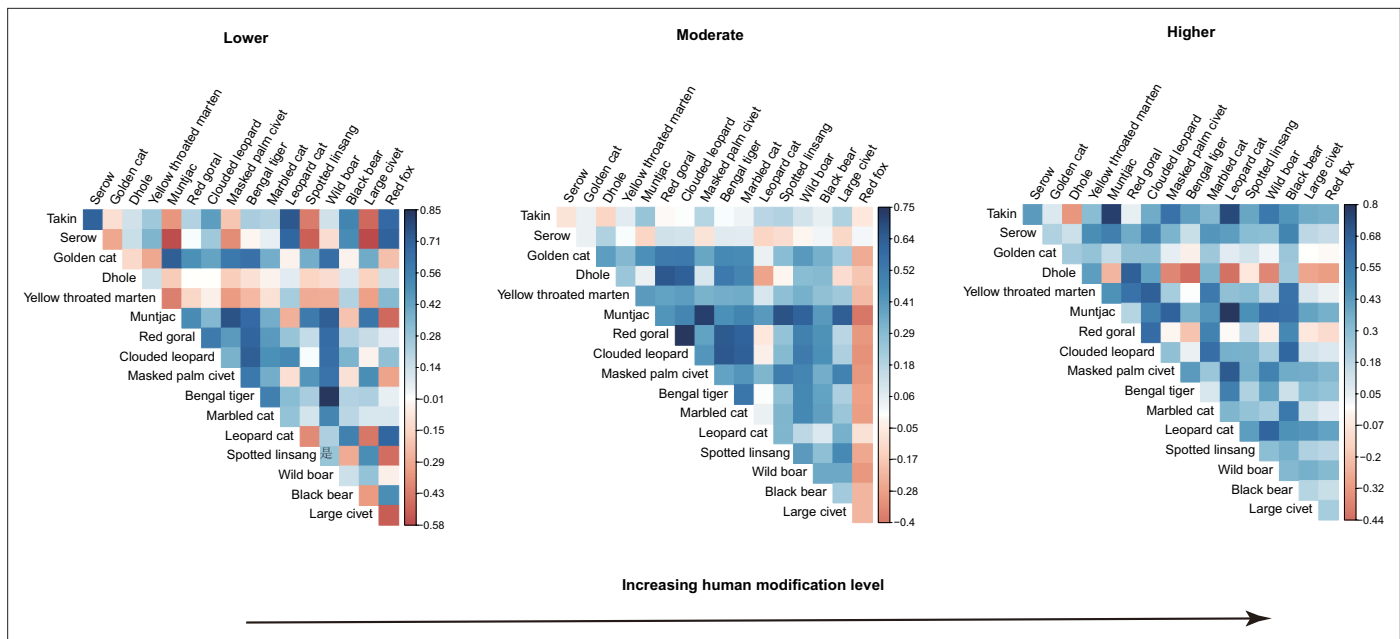 Lower
Moderate
Higher
Serow
Golden cat
Dhole
Yellow throated marten
Muntjac
Red goral
Clouded leopard
Masked palm civet
Bengal tiger
Marbled cat
Leopard cat
Spotted linsang
Wild boar
Black bear
Large civet
Red fox
Takin
Serow
Golden cat
Dhole
Yellow throated marten
Muntjac
Red goral
Clouded leopard
Masked palm civet
Bengal tiger
Marbled cat
Leopard cat
Spotted linsang
是
Wild boar
Black bear
Large civet
0.85
0.71
0.56
0.42
0.28
0.14
-0.01
-0.15
-0.29
-0.43
-0.58
Serow
Golden cat
Dhole
Yellow throated marten
Muntjac
Red goral
Clouded leopard
Masked palm civet
Bengal tiger
Marbled cat
Leopard cat
Spotted linsang
Wild boar
Black bear
Large civet
Red fox
Takin
Serow
Golden cat
Dhole
Yellow throated marten
Muntjac
Red goral
Clouded leopard
Masked palm civet
Bengal tiger
Marbled cat
Leopard cat
Spotted linsang
Wild boar
Black bear
Large civet
0.75
0.64
0.52
0.41
0.29
0.18
0.06
-0.05
-0.17
-0.28
-0.4
Serow
Golden cat
Dhole
Yellow throated marten
Muntjac
Red goral
Clouded leopard
Masked palm civet
Bengal tiger
Marbled cat
Leopard cat
Spotted linsang
Wild boar
Black bear
Large civet
Red fox
Takin
Serow
Golden cat
Dhole
Yellow throated marten
Muntjac
Red goral
Clouded leopard
Masked palm civet
Bengal tiger
Marbled cat
Leopard cat
Spotted linsang
Wild boar
Black bear
Large civet
0.8
0.68
0.55
0.43
0.3
0.18
0.05
-0.07
-0.2
-0.32
-0.44
Increasing human modification level